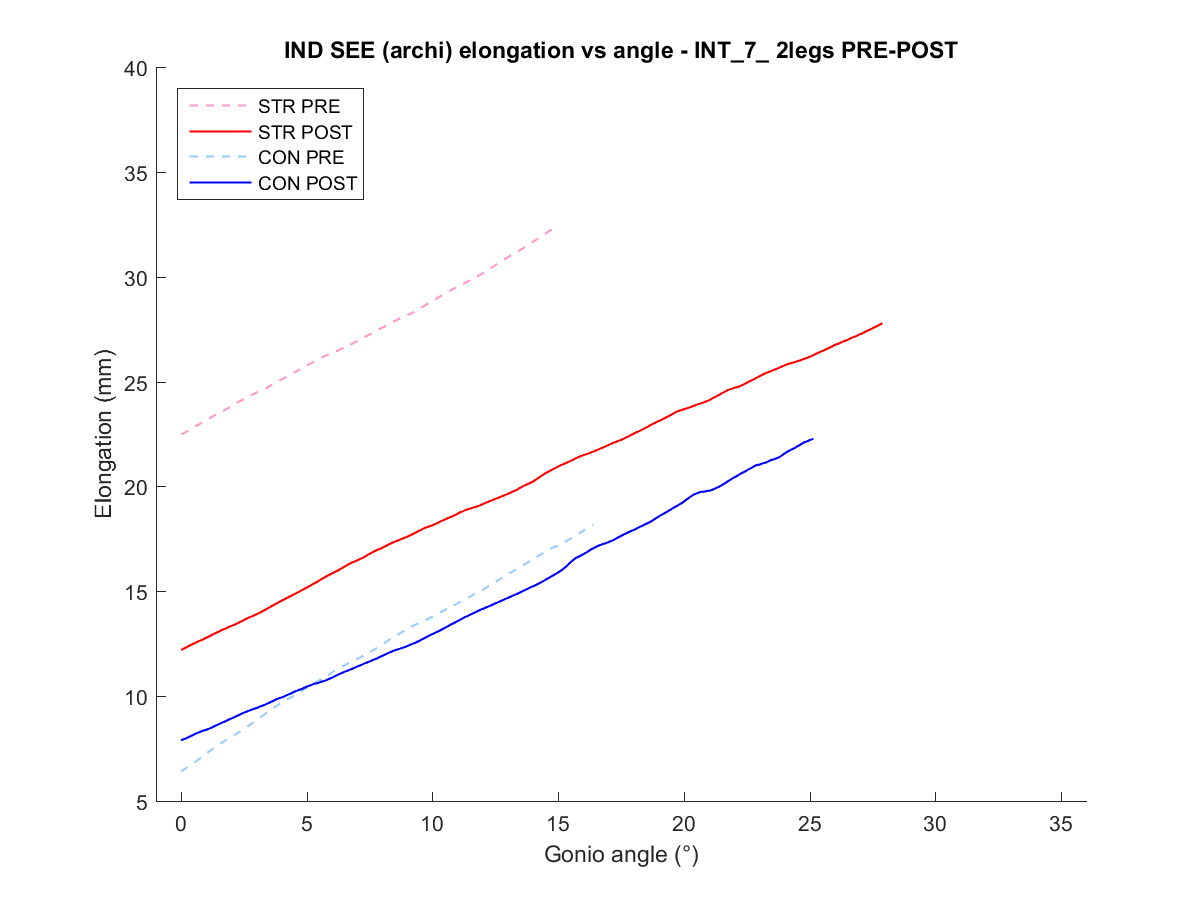 IND SEE (archi) elongation vs angle - INT_7_ 2legs PRE-POST
STR PRE
STR POST
CON PRE
CON POST
40
35
30
25
20
15
10
5
Elongation (mm)
0 5 10 15 20 25 30 35
Gonio angle (°)